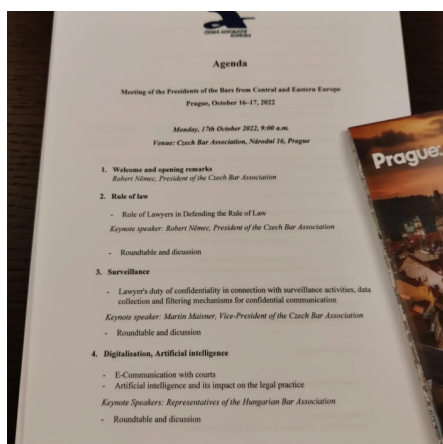 ČESKÁ ADVOKÁTNÍ
KOMORA
Agenda
Meeting of the Presidents of the Bars from Central and Eastern Europe
Prague, October 16–17, 2022
Monday, 17th October 2022, 9:00 a.m.
Venue: Czech Bar Association, Národní 16, Prague
1. Welcome and opening remarks
Robert Němec, President of the Czech Bar Association
2. Rule of law
- Role of Lawyers in Defending the Rule of Law
Keynote speaker: Robert Němec, President of the Czech Bar Association
- Roundtable and dicussion
3. Surveillance
- Lawyer's duty of confidentiality in connection with surveillance activities, data
collection and filtering mechanisms for confidential communication
Keynote speaker: Martin Maisner, Vice-President of the Czech Bar Association
- Roundtable and dicussion
4. Digitalisation, Artificial intelligence
- E-Communication with courts
- Artificial intelligence and its impact on the legal practice
Keynote Speakers: Representatives of the Hungarian Bar Association
- Roundtable and dicussion
Prague: